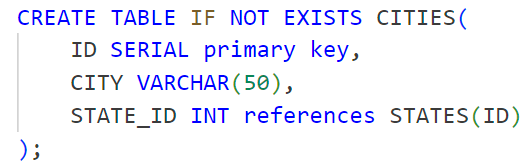 CREATE TABLE IF NOT EXISTS CITIES(
    ID SERIAL primary key,
    CITY VARCHAR(50),
    STATE_ID INT references STATES(ID)
);